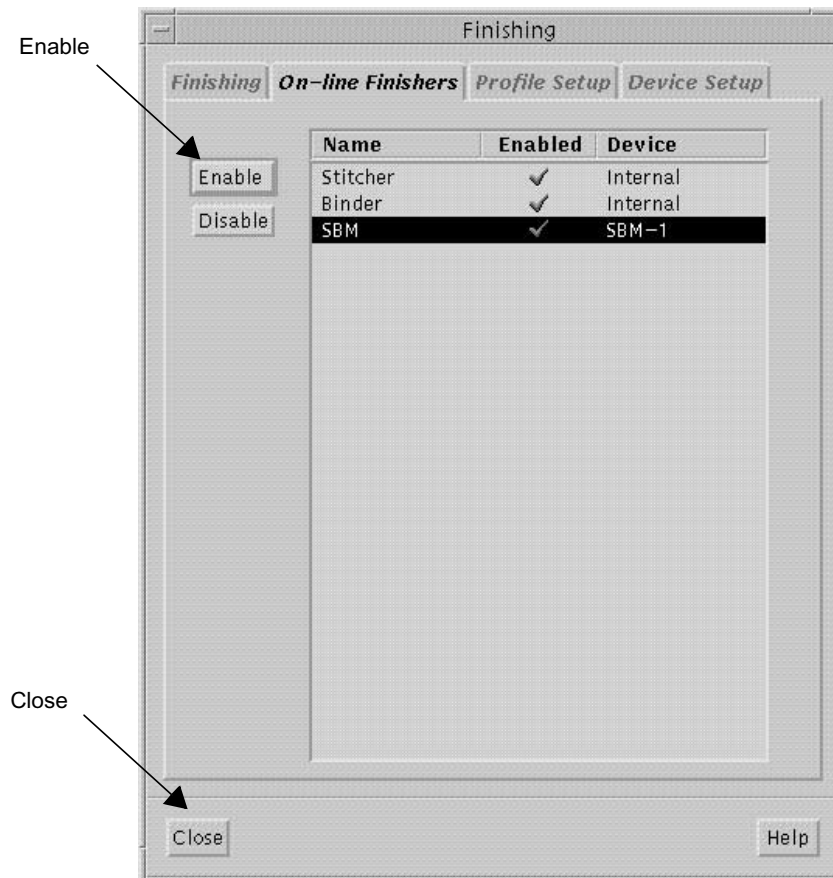 Finishing
Enable
Finishing On-line Finishers Profile Setup Device Setup
Name Enabled Device
Enable Stitcher Internal
Binder Internal
Disable
SBM SBM-1
Close
Close Help